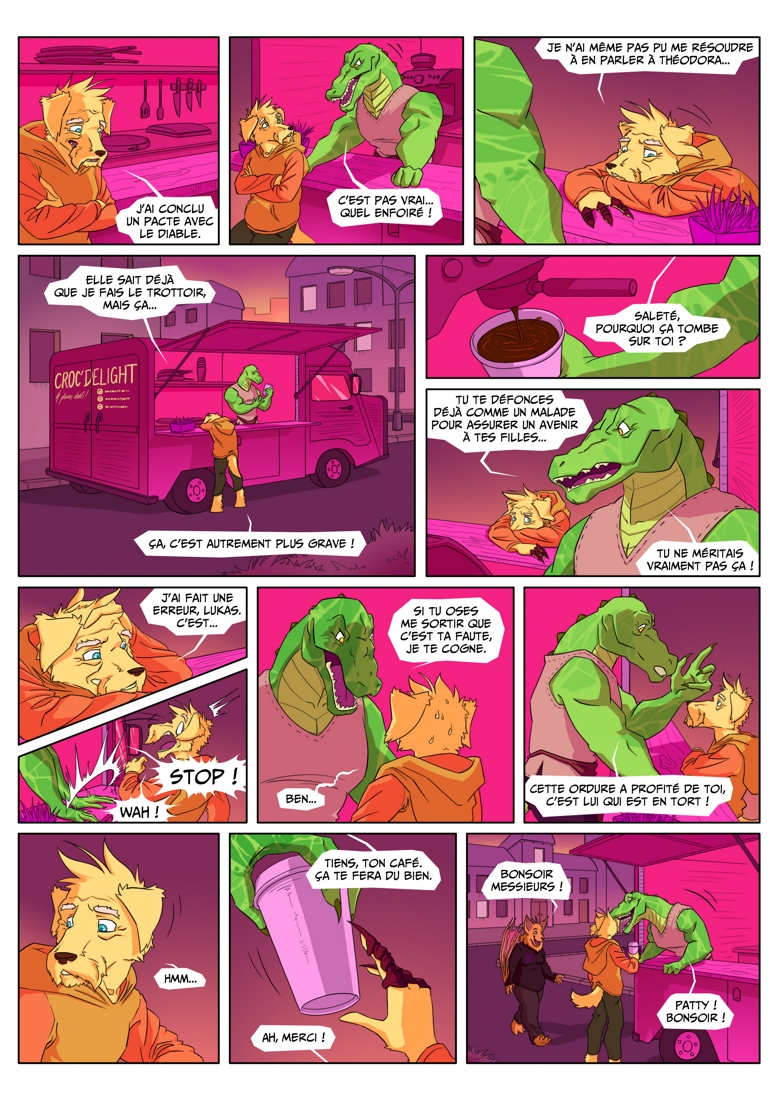 J'AI CONCLU
UN PACTE AVEC
LE DIABLE.
C'EST PAS VRAI...
QUEL ENFOIRÉ !
JE N'AI MÊME PAS PU ME RÉSOUDRE
À EN PARLER À THÉODORA...
ELLE SAIT DÉJÀ
QUE JE FAIS LE TROTTOIR,
MAIS ÇA...
CROC'DELIGHT
ÇA, C'EST AUTREMENT PLUS GRAVE !
SALETÉ,
POURQUOI ÇA TOMBE
SUR TOI ?
TU TE DÉFONCES
DÉJÀ COMME UN MALADE
POUR ASSURER UN AVENIR
À TES FILLES...
TU NE MÉRITAIS
VRAIMENT PAS ÇA !
J'AI FAIT UNE
ERREUR, LUKAS.
C'EST...
STOP !
WAH !
SI TU OSES
ME SORTIR QUE
C'EST TA FAUTE,
JE TE COGNE.
BEN...
CETTE ORDURE A PROFITÉ DE TOI,
C'EST LUI QUI EST EN TORT !
HMM...
TIENS, TON CAFÉ.
ÇA TE FERA DU BIEN.
AH, MERCI !
BONSOIR
MESSIEURS !
PATTY !
BONSOIR !